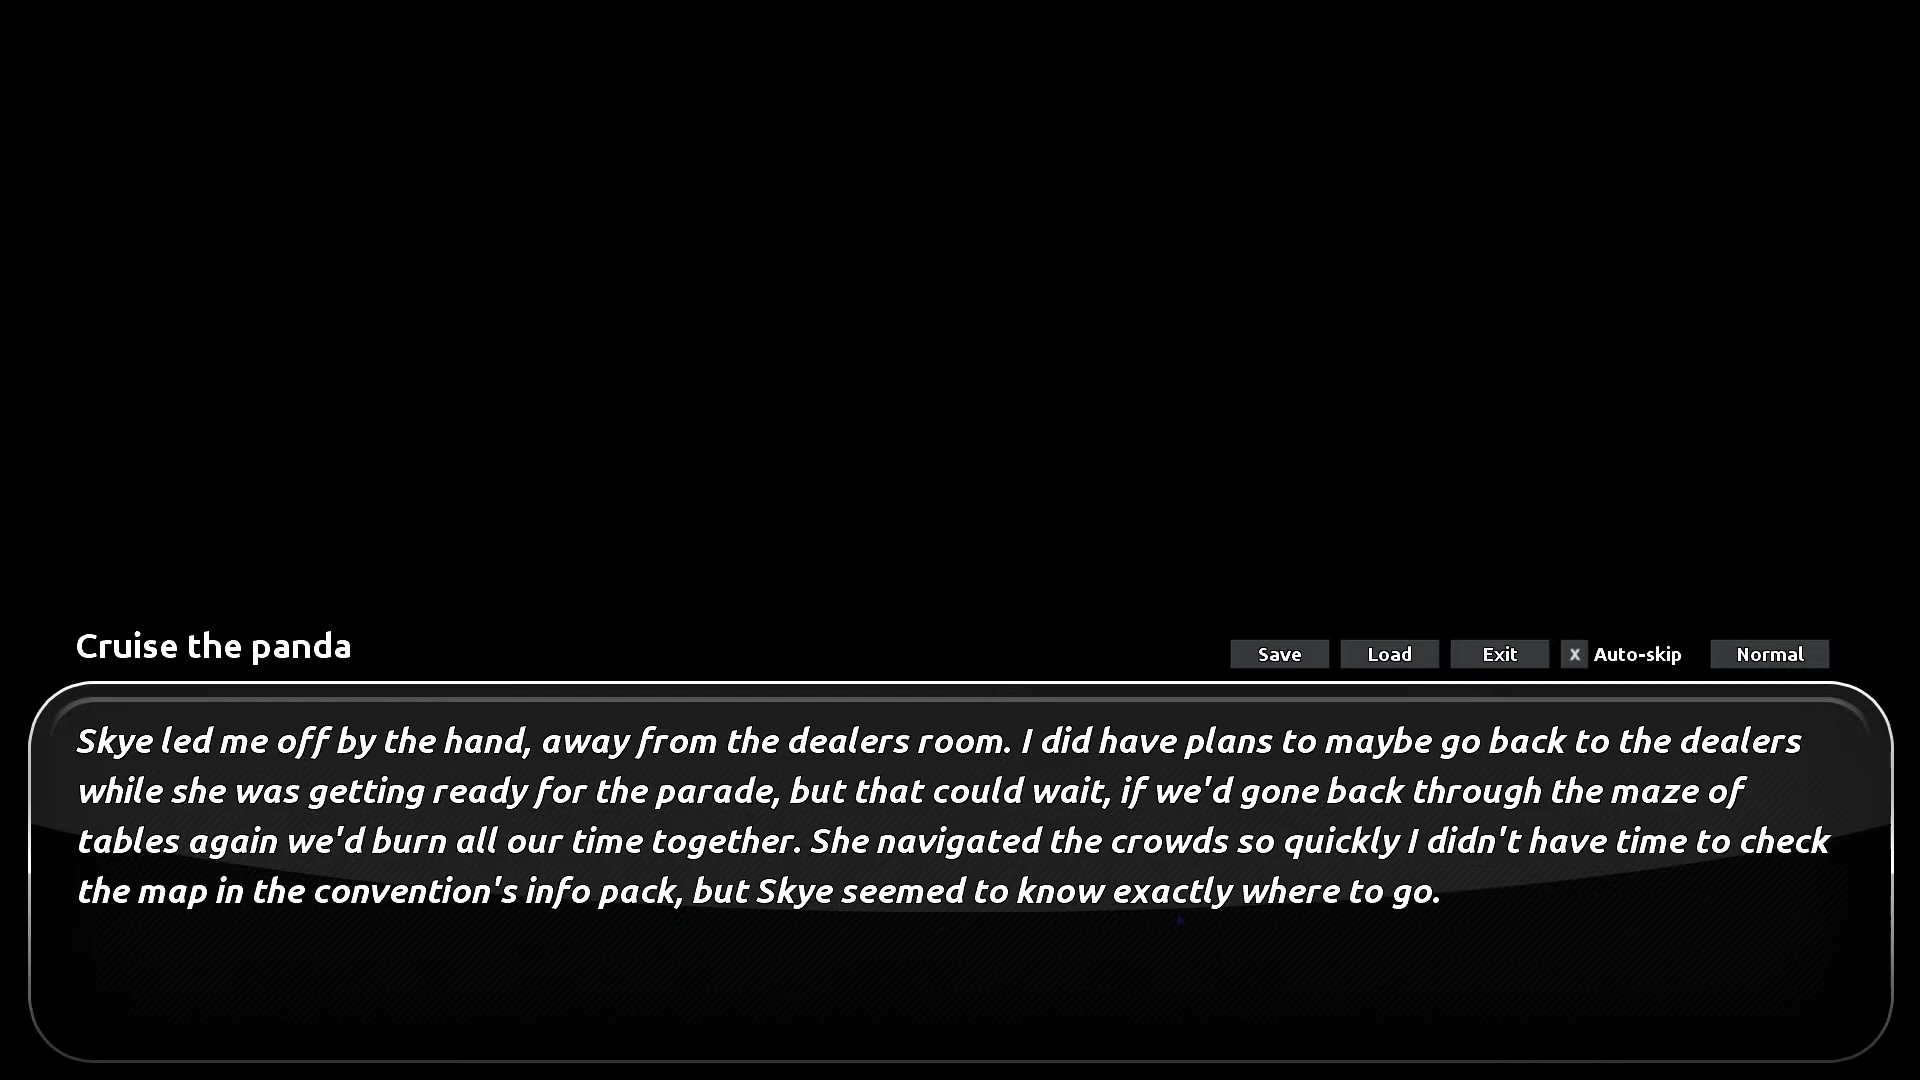 Cruise the panda
Save Load Exit x Auto-skip Normal
Skye led me off by the hand, away from the dealers room. I did have plans to maybe go back to the dealers
while she was getting ready for the parade, but that could wait, if we'd gone back through the maze of
tables again we'd burn all our time together. She navigated the crowds so quickly I didn't have time to check
the map in the convention's info pack, but Skye seemed to know exactly where to go.